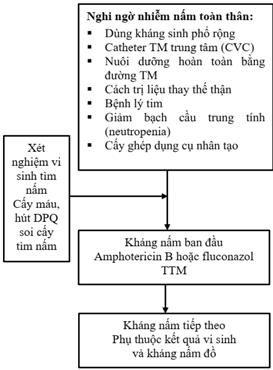 Nghi ngờ nhiễm nấm toàn thân:
▪ Dùng kháng sinh phổ rộng
▪ Catheter TM trung tâm (CVC)
▪ Nuôi dưỡng hoàn toàn bằng
đường TM
▪ Cách trị liệu thay thế thận
▪ Bệnh lý tim
▪ Giảm bạch cầu trung tính
(neutropenia)
▪ Cấy ghép dụng cụ nhân tạo
Xét
nghiệm vi
sinh tìm
nấm
Cấy máu,
hút DPQ
soi cấy
tìm nấm
Kháng nấm ban đầu
Amphotericin B hoặc fluconazol
TTM
Kháng nấm tiếp theo
Phụ thuộc kết quả vi sinh
và kháng nấm đồ